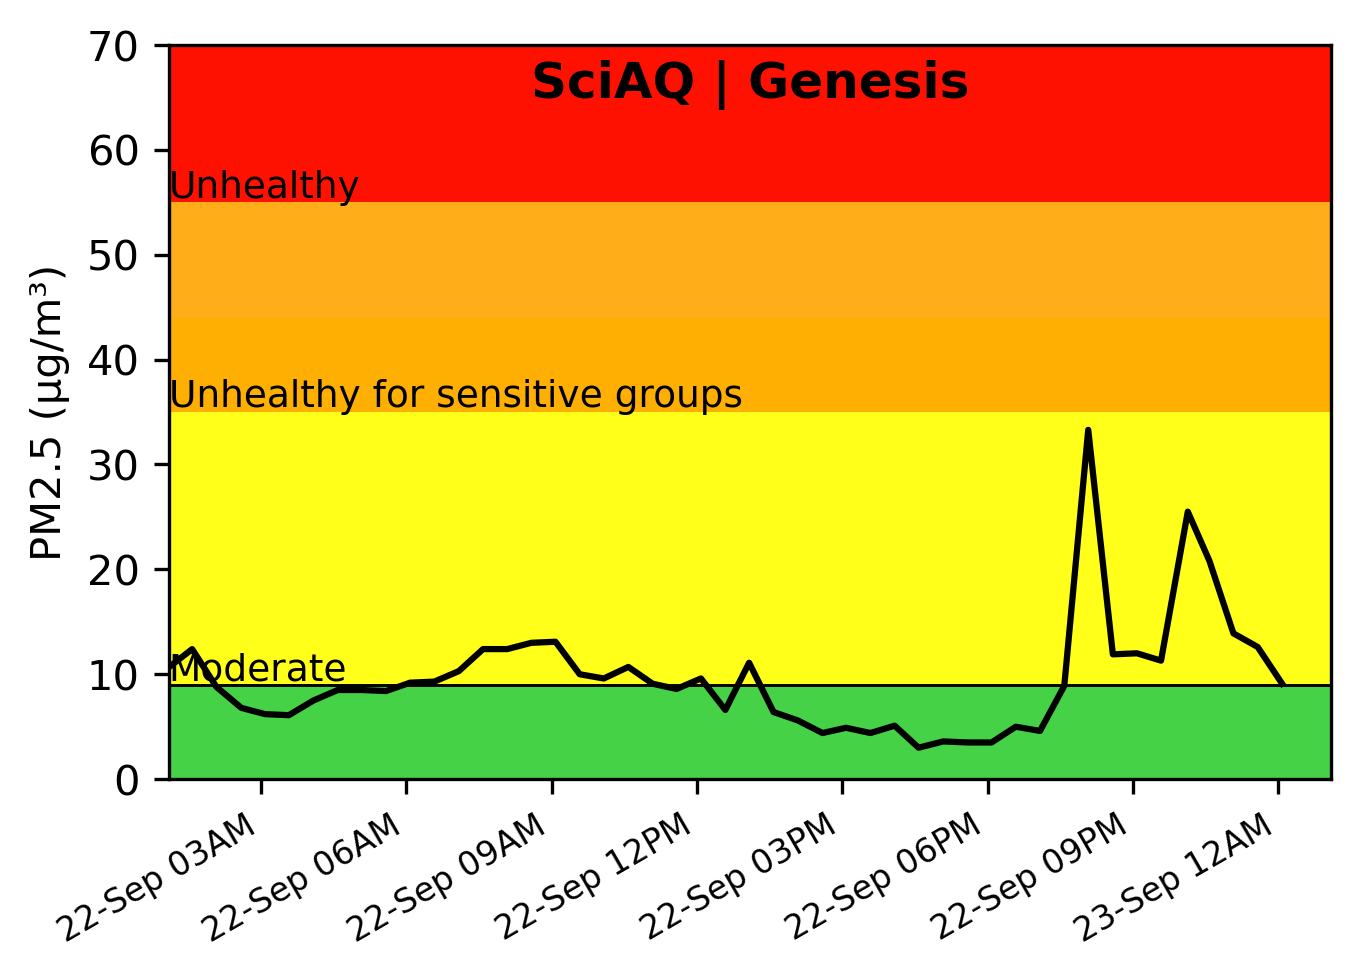 SciAQ | Genesis
PM2.5 (µg/m³)
70
60
50
40
30
20
10
0
Unhealthy
Unhealthy for sensitive groups
Moderate
22-Sep 03AM
22-Sep 06AM
22-Sep 09AM
22-Sep 12PM
22-Sep 03PM
22-Sep 06PM
22-Sep 09PM
23-Sep 12AM